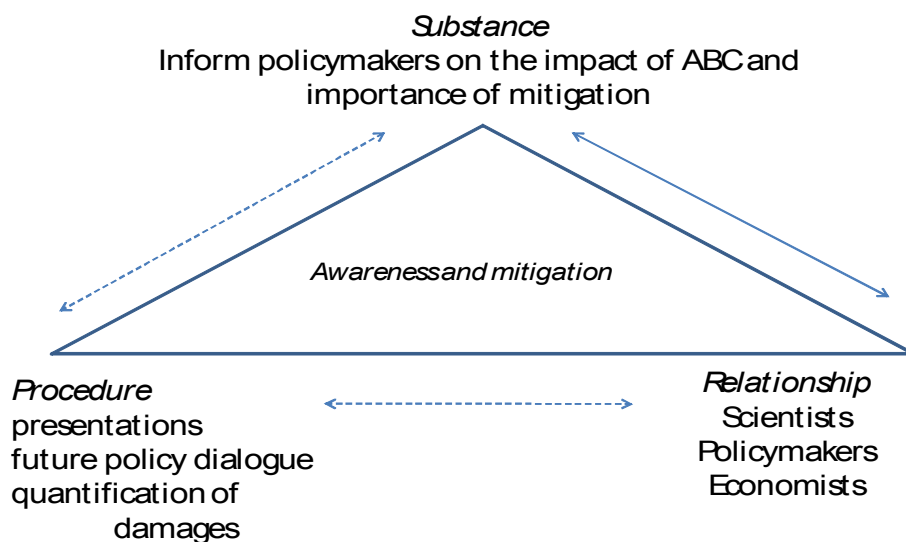 Substance
Inform policymakers on the impact of ABC and
importance of mitigation
Awareness and mitigation
Procedure
presentations
future policy dialogue
quantification of
damages
Relationship
Scientists
Policymakers
Economists